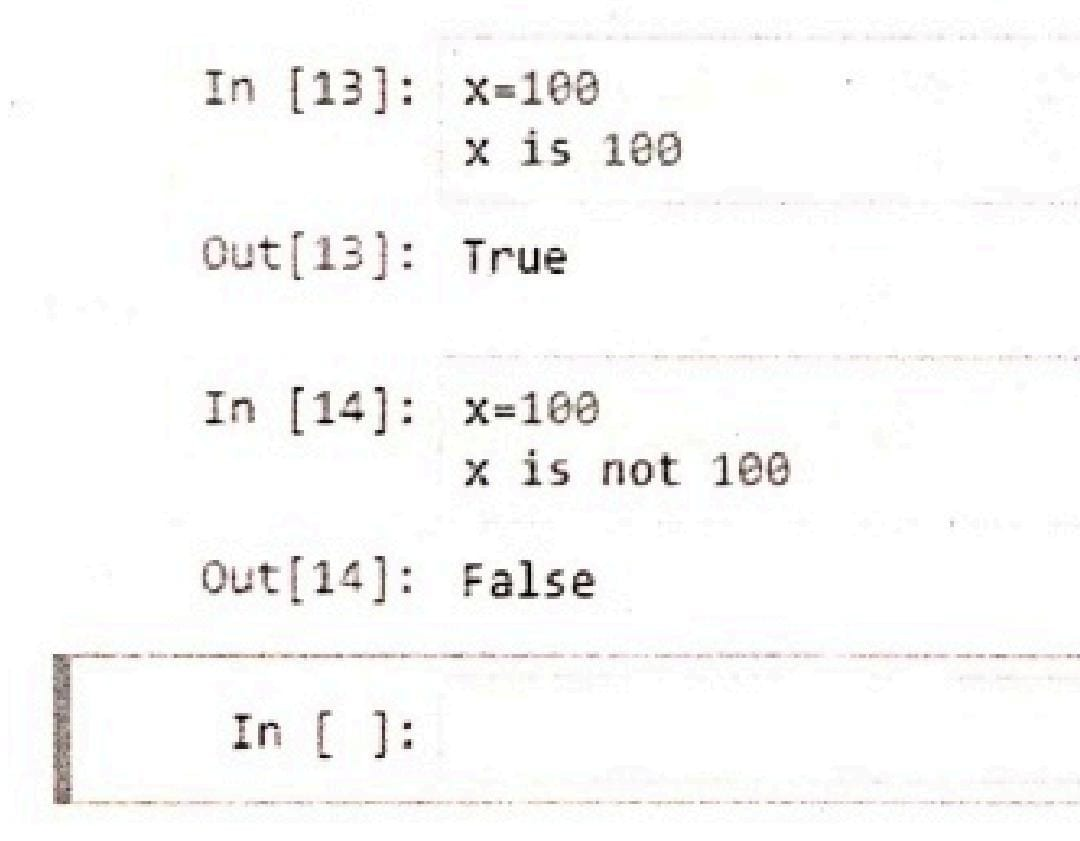 In [13]: x=100
x is 100
Out[13]: True
In [14]: x=100
x is not 100
Out[14]: False
In [ ]: